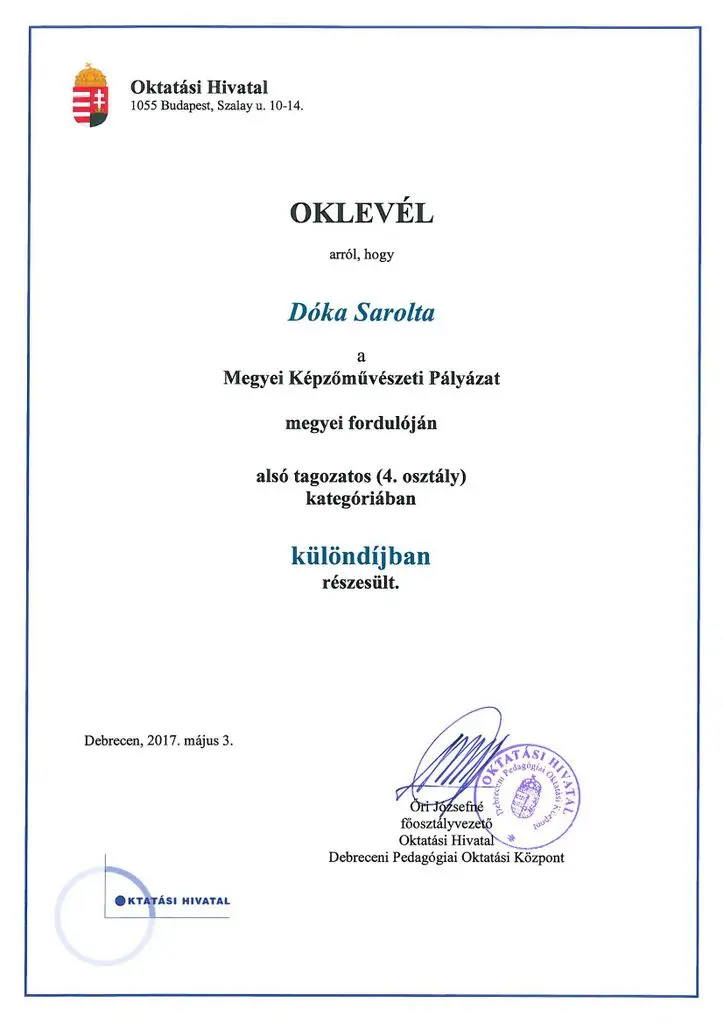 Oktatási Hivatal
1055 Budapest, Szalay u. 10-14.
OKLEVÉL
arról, hogy
Dóka Sarolta
a
Megyei Képzőművészeti Pályázat
megyei fordulóján
alsó tagozatos (4. osztály)
kategóriában
különdíjban
részesült.
Debrecen, 2017. május 3.
OKTATÁSI HIVATAL
Debreceni Pedagógiai Oktatási Központ
Őri Józsefné
főosztályvezető
Oktatási Hivatal
Debreceni Pedagógiai Oktatási Központ
OKTATÁSI HIVATAL